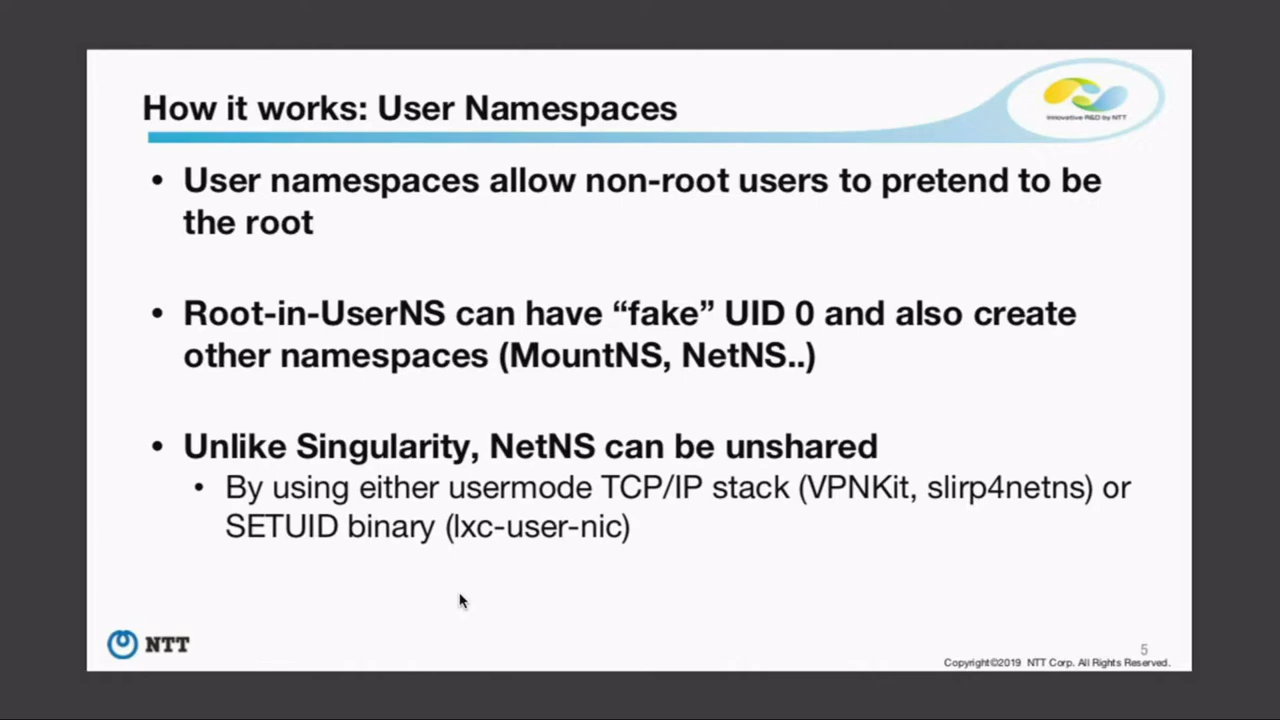 How it works: User Namespaces
Innovative R&D by NTT
• User namespaces allow non-root users to pretend to be
the root
• Root-in-UserNS can have “fake” UID 0 and also create
other namespaces (MountNS, NetNS..)
• Unlike Singularity, NetNS can be unshared
• By using either usermode TCP/IP stack (VPNKit, slirp4netns) or
SETUID binary (lxc-user-nic)
NTT
5
Copyright©2019 NTT Corp. All Rights Reserved.